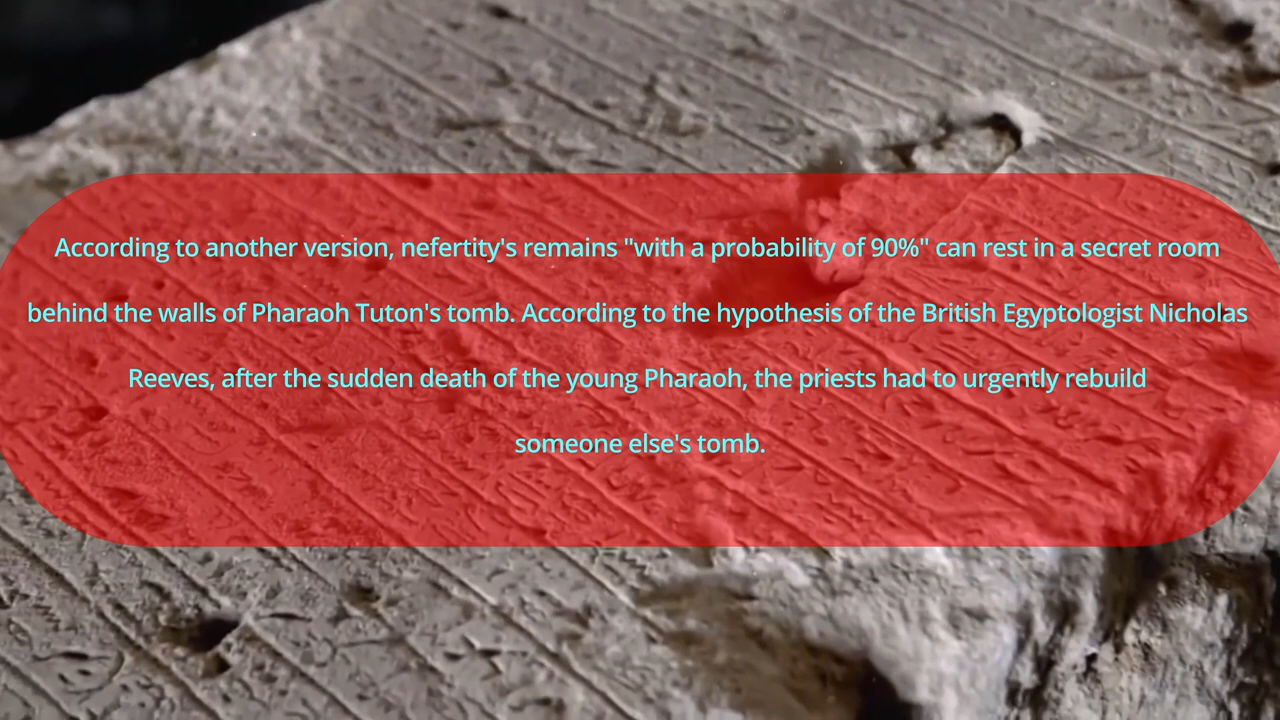 According to another version, nefertity's remains "with a probability of 90%" can rest in a secret room
behind the walls of Pharaoh Tuton's tomb. According to the hypothesis of the British Egyptologist Nicholas
Reeves, after the sudden death of the young Pharaoh, the priests had to urgently rebuild
someone else's tomb.